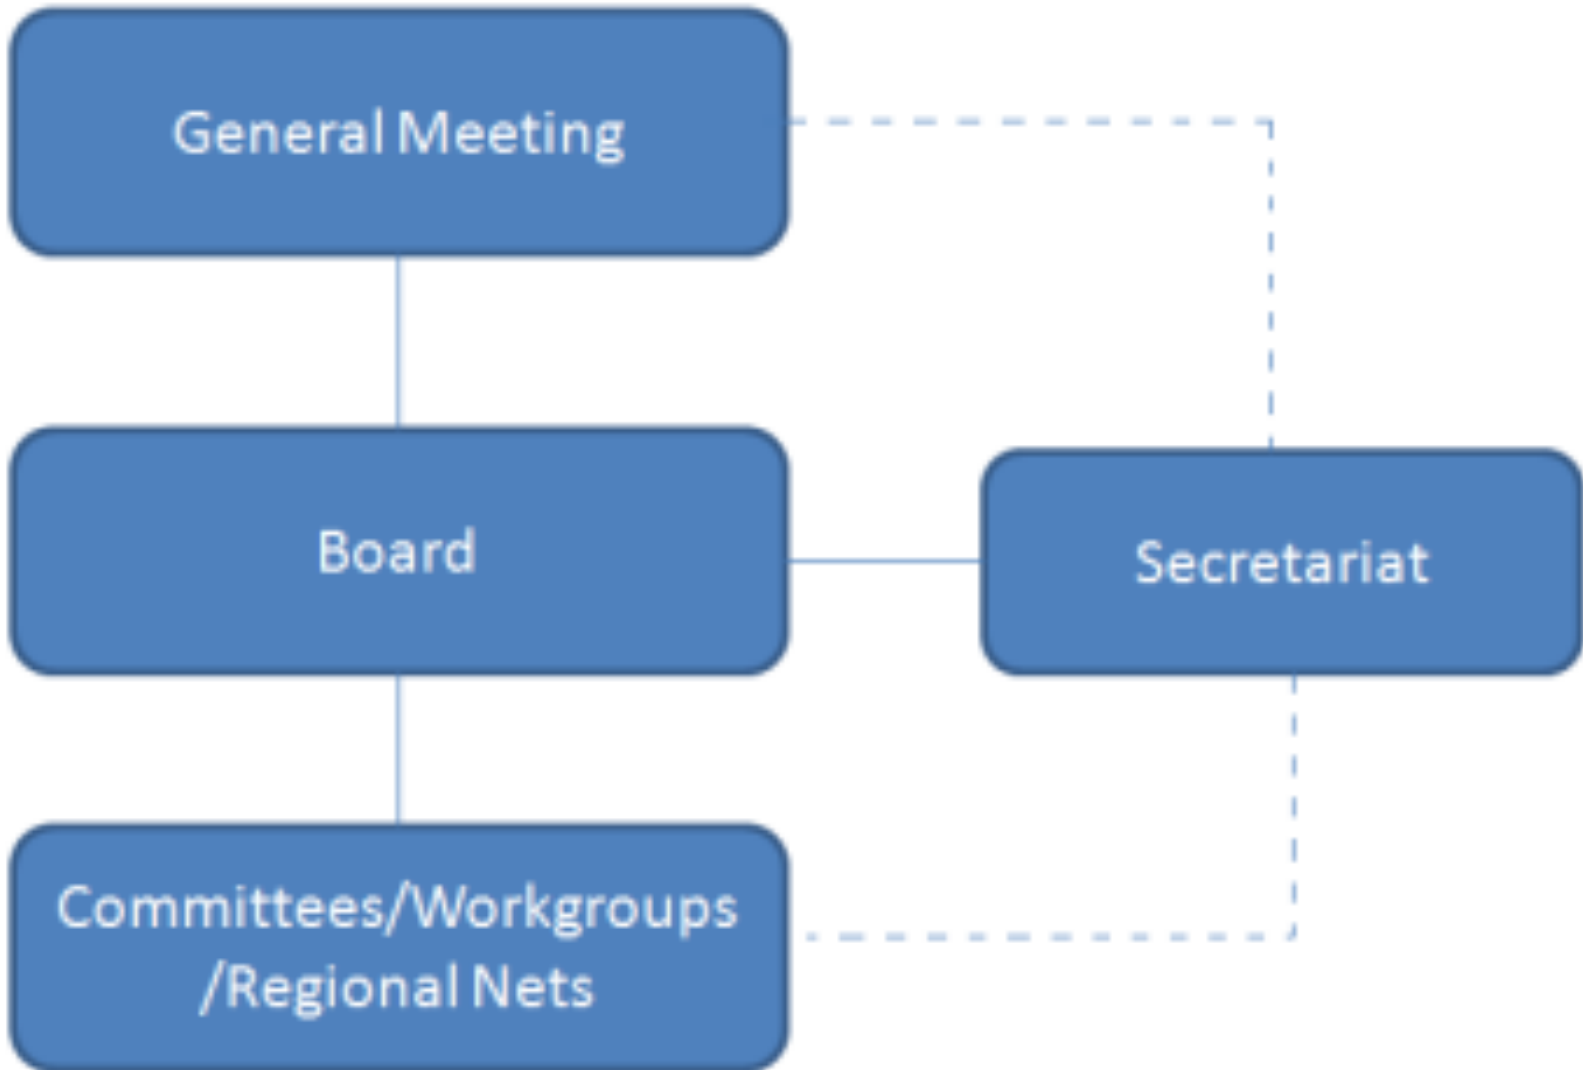 General Meeting
Board
Secretariat
Committees/Workgroups
/Regional Nets